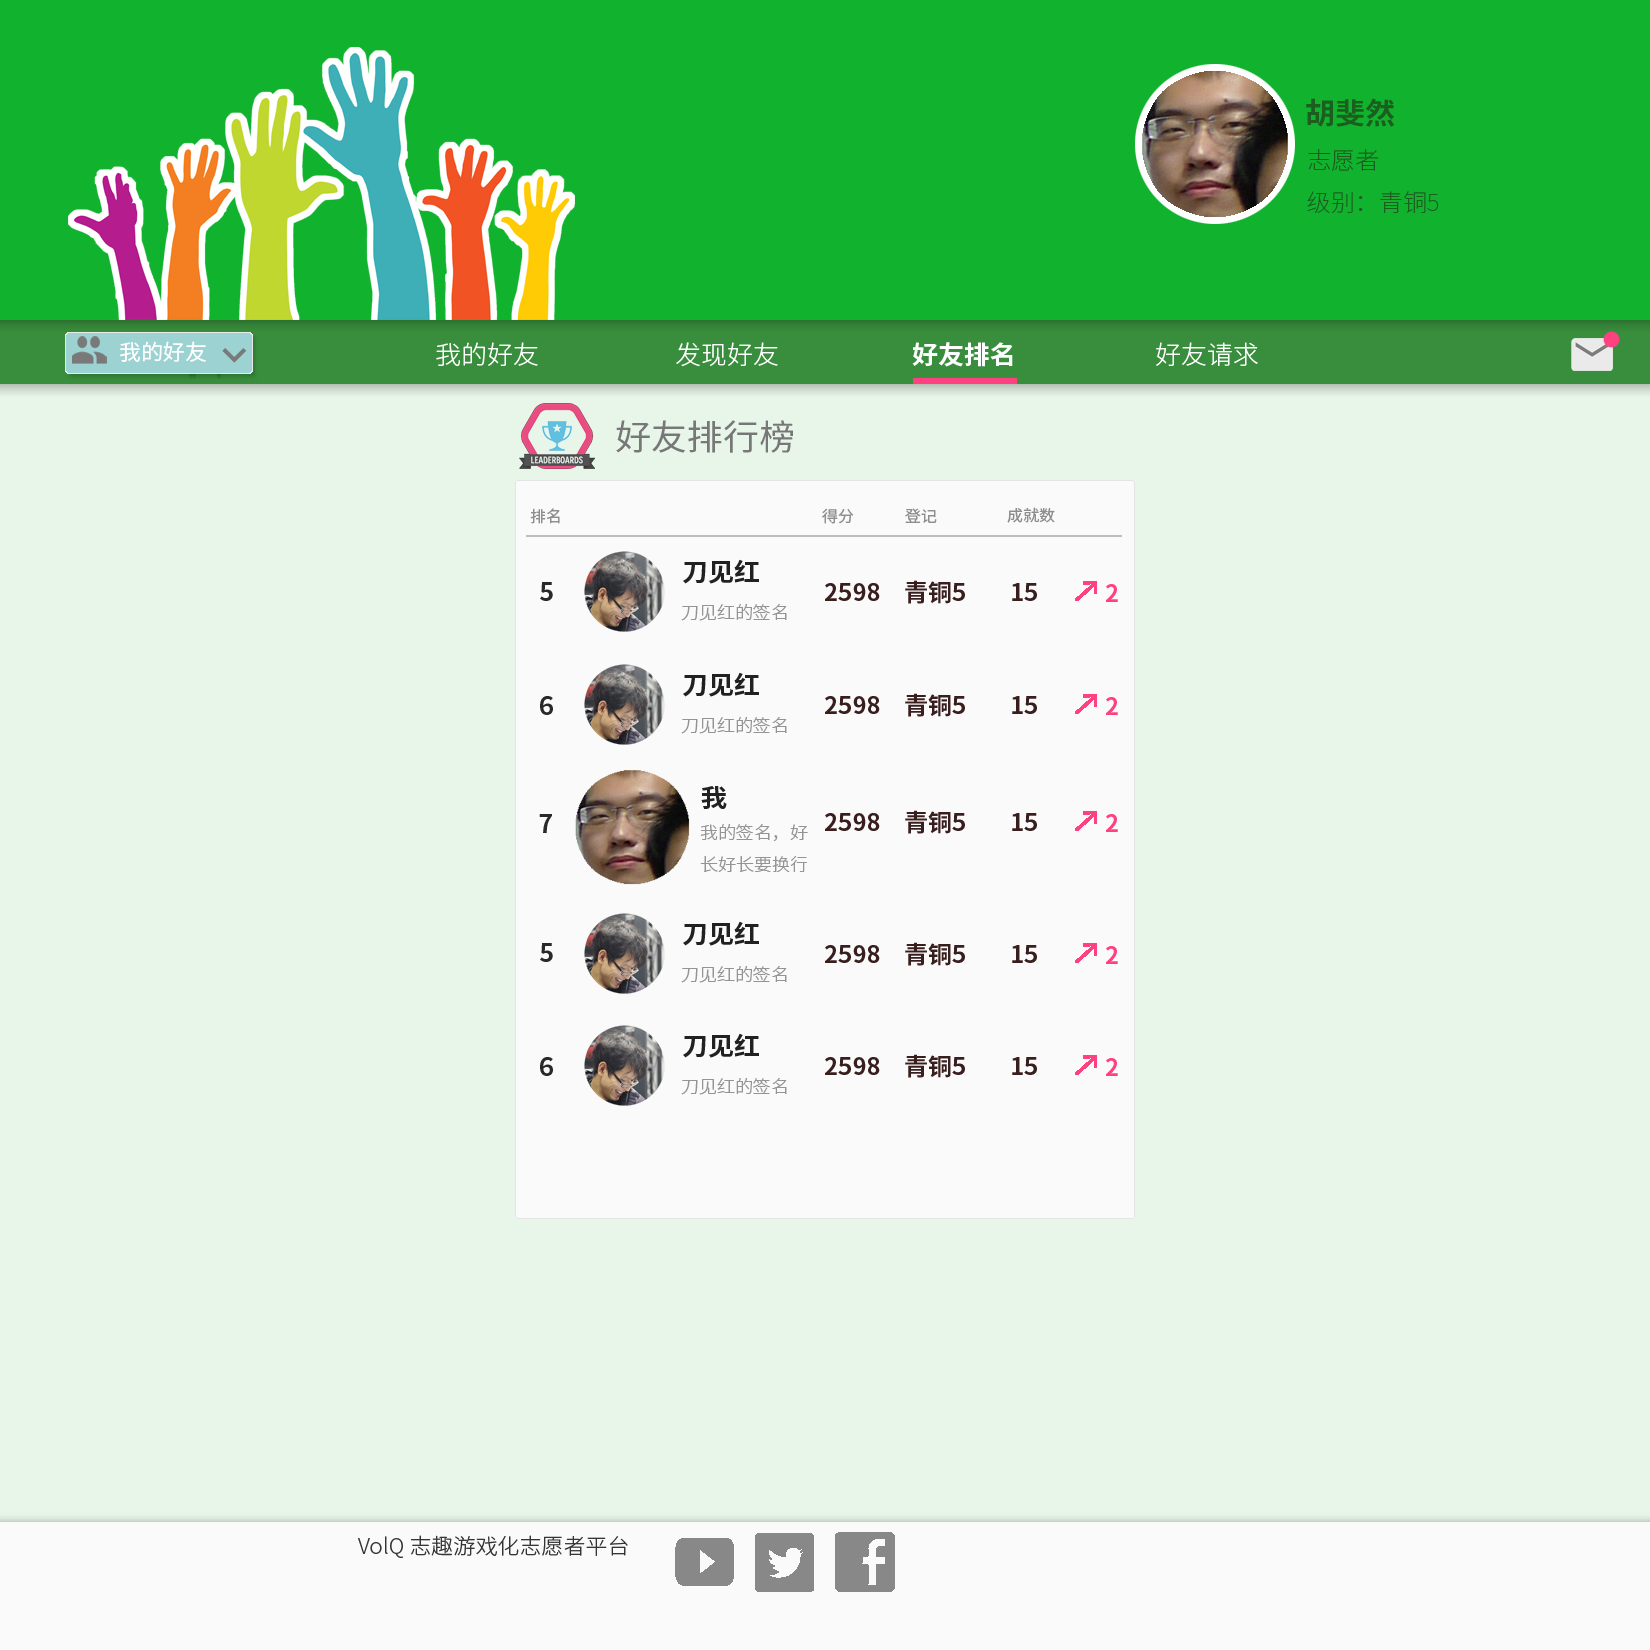 胡斐然
志愿者
级别：青铜5
我的好友
我的好友
发现好友
好友排名
好友请求
LEADERBOARDS
好友排行榜
排名 得分 登记 成就数
5 刀见红 2598 青铜5 15 2
刀见红的签名
6 刀见红 2598 青铜5 15 2
刀见红的签名
7 我 2598 青铜5 15 2
我的签名，好
长好长要换行
5 刀见红 2598 青铜5 15 2
刀见红的签名
6 刀见红 2598 青铜5 15 2
刀见红的签名
VolQ 志趣游戏化志愿者平台